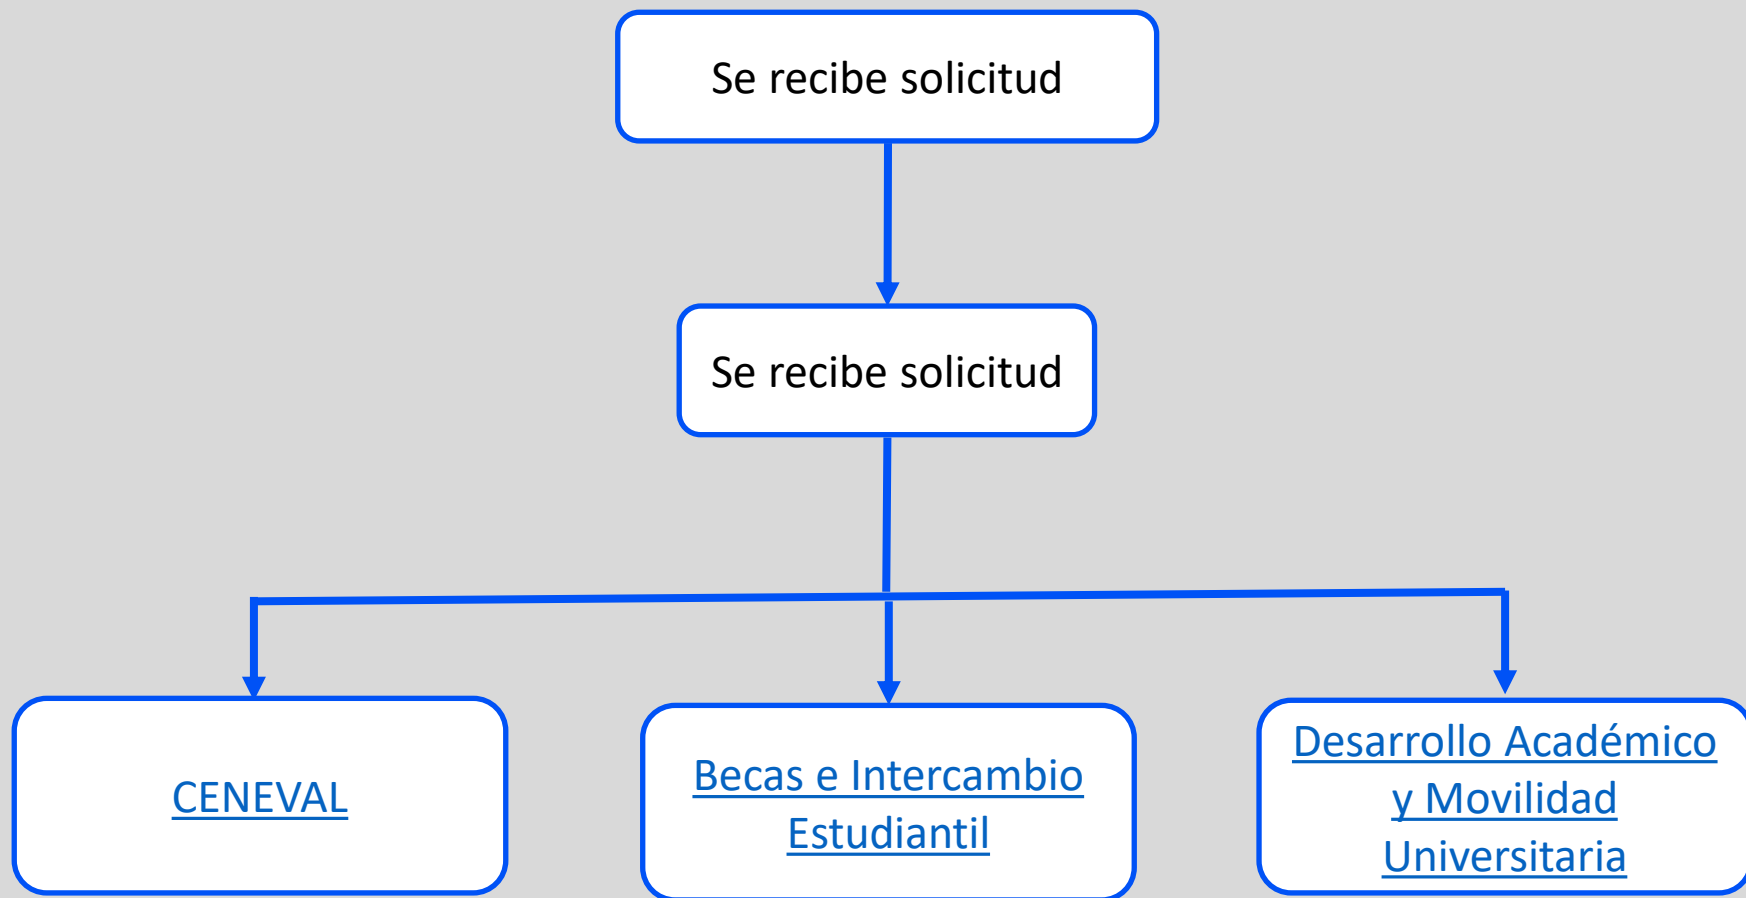 Se recibe solicitud
Se recibe solicitud
CENEVAL
Becas e Intercambio
Estudiantil
Desarrollo Académico
y Movilidad
Universitaria